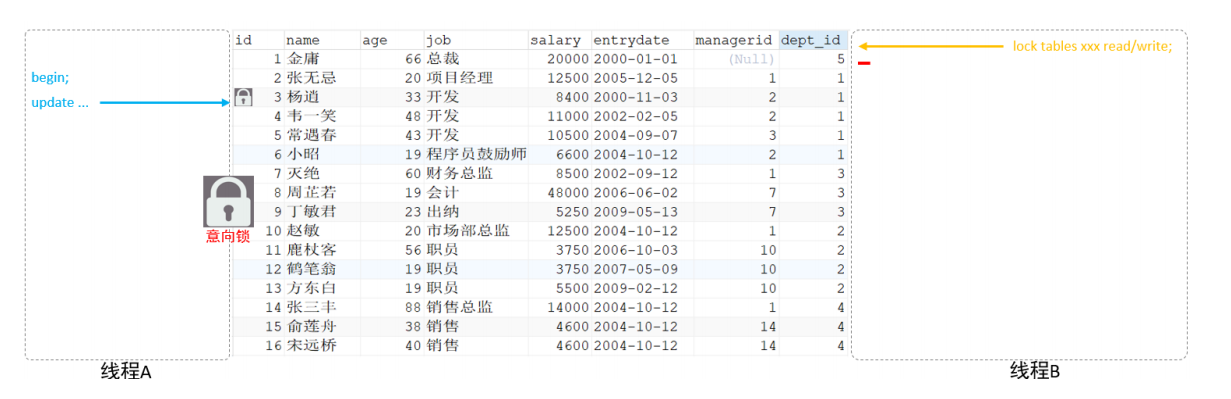 id name age job salary entrydate managerid dept_id
1 金庸 66 总裁 20000 2000-01-01 (Null) 5
2 张无忌 20 项目经理 12500 2005-12-05 1 1
3 杨逍 33 开发 8400 2000-11-03 2 1
4 韦一笑 48 开发 11000 2002-02-05 2 1
5 常遇春 43 开发 10500 2004-09-07 3 1
6 小昭 19 程序员鼓励师 6600 2004-10-12 2 1
7 灭绝 60 财务总监 8500 2002-09-12 1 3
8 周芷若 19 会计 48000 2006-06-02 7 3
9 丁敏君 23 出纳 5250 2009-05-13 7 3
10 赵敏 20 市场部总监 12500 2004-10-12 1 2
11 鹿杖客 56 职员 3750 2006-10-03 10 2
12 鹤笔翁 19 职员 3750 2007-05-09 10 2
13 方东白 19 职员 5500 2009-02-12 10 2
14 张三丰 88 销售总监 14000 2004-10-12 1 4
15 俞莲舟 38 销售 4600 2004-10-12 14 4
16 宋远桥 40 销售 4600 2004-10-12 14 4
begin;
update ...
意向锁
线程A
lock tables xxx read/write;
线程B